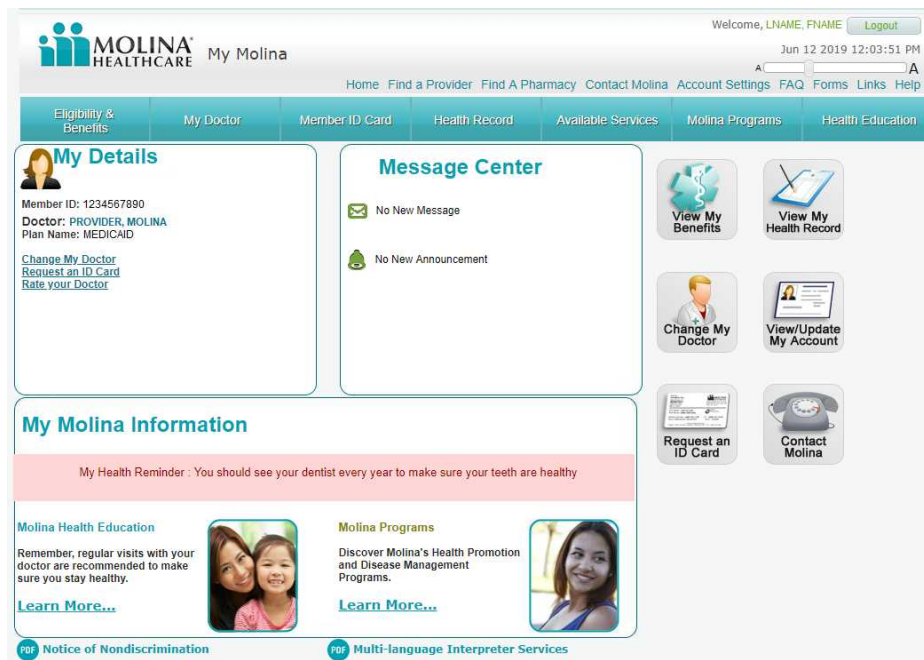 Welcome, LNAME, FNAME Logout
MOLINA HEALTHCARE My Molina
Jun 12 2019 12:03:51 PM
A A
Home Find a Provider Find A Pharmacy Contact Molina Account Settings FAQ Forms Links Help
Eligibility & Benefits My Doctor Member ID Card Health Record Available Services Molina Programs Health Education
My Details
Member ID: 1234567890
Doctor: PROVIDER, MOLINA
Plan Name: MEDICAID
Change My Doctor
Request an ID Card
Rate your Doctor
Message Center
No New Message
No New Announcement
View My
Benefits
View My
Health Record
Change My
Doctor
View/Update
My Account
Request an
ID Card
Contact
Molina
My Molina Information
My Health Reminder : You should see your dentist every year to make sure your teeth are healthy
Molina Health Education
Remember, regular visits with your
doctor are recommended to make
sure you stay healthy.
Learn More...
Molina Programs
Discover Molina's Health Promotion
and Disease Management
Programs.
Learn More...
PDF Notice of Nondiscrimination
PDF Multi-language Interpreter Services